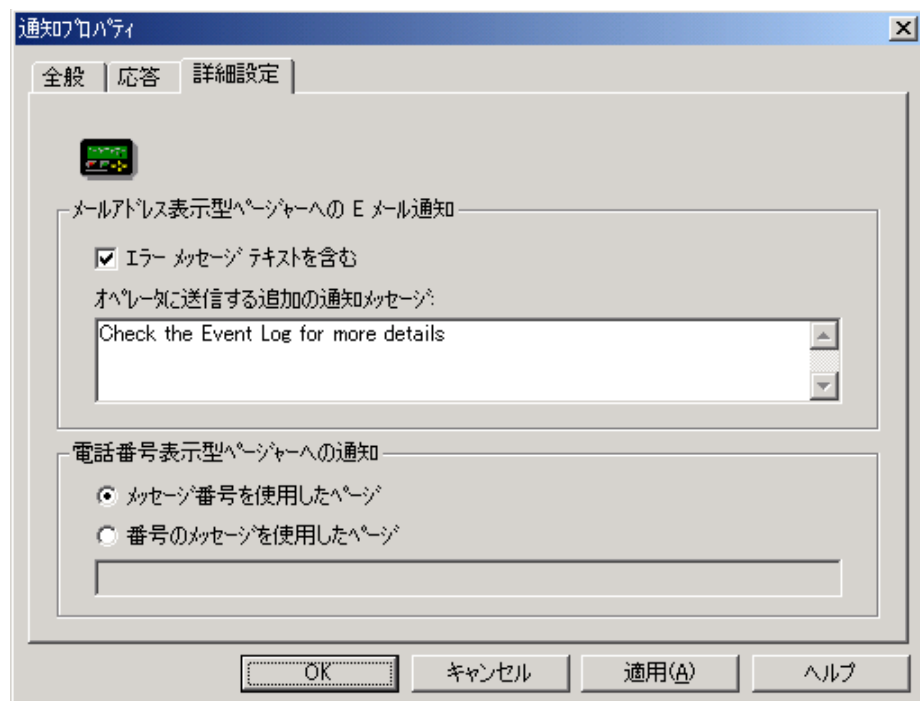 通知ﾌﾟﾛﾊﾟﾃｨ
全般
応答
詳細設定
ﾒｰﾙｱﾄﾞﾚｽ表示型ﾍﾟｰｼﾞｬｰへの E ﾒｰﾙ通知
ｴﾗｰ ﾒｯｾｰｼﾞ ﾃｷｽﾄを含む
ｵﾍﾟﾚｰﾀに送信する追加の通知ﾒｯｾｰｼﾞ:
Check the Event Log for more details
電話番号表示型ﾍﾟｰｼﾞｬｰへの通知
ﾒｯｾｰｼﾞ番号を使用したﾍﾟｰｼﾞ
番号のﾒｯｾｰｼﾞを使用したﾍﾟｰｼﾞ
OK
キャンセル
適用(A)
ヘルプ